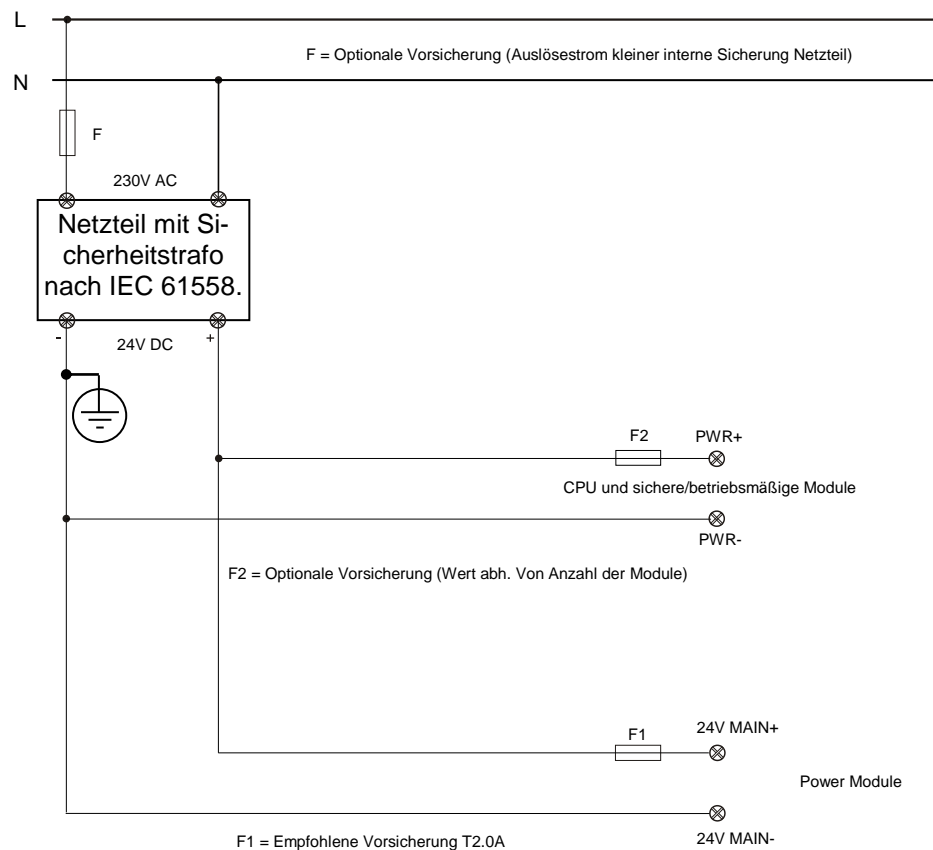 L
F = Optionale Vorsicherung (Auslösestrom kleiner interne Sicherung Netzteil)
N
F
230V AC
Netzteil mit Si-
cherheitstrafo
nach IEC 61558.
- 24V DC +
F2 PWR+
CPU und sichere/betriebsmäßige Module
PWR-
F2 = Optionale Vorsicherung (Wert abh. Von Anzahl der Module)
F1 24V MAIN+
Power Module
24V MAIN-
F1 = Empfohlene Vorsicherung T2.0A